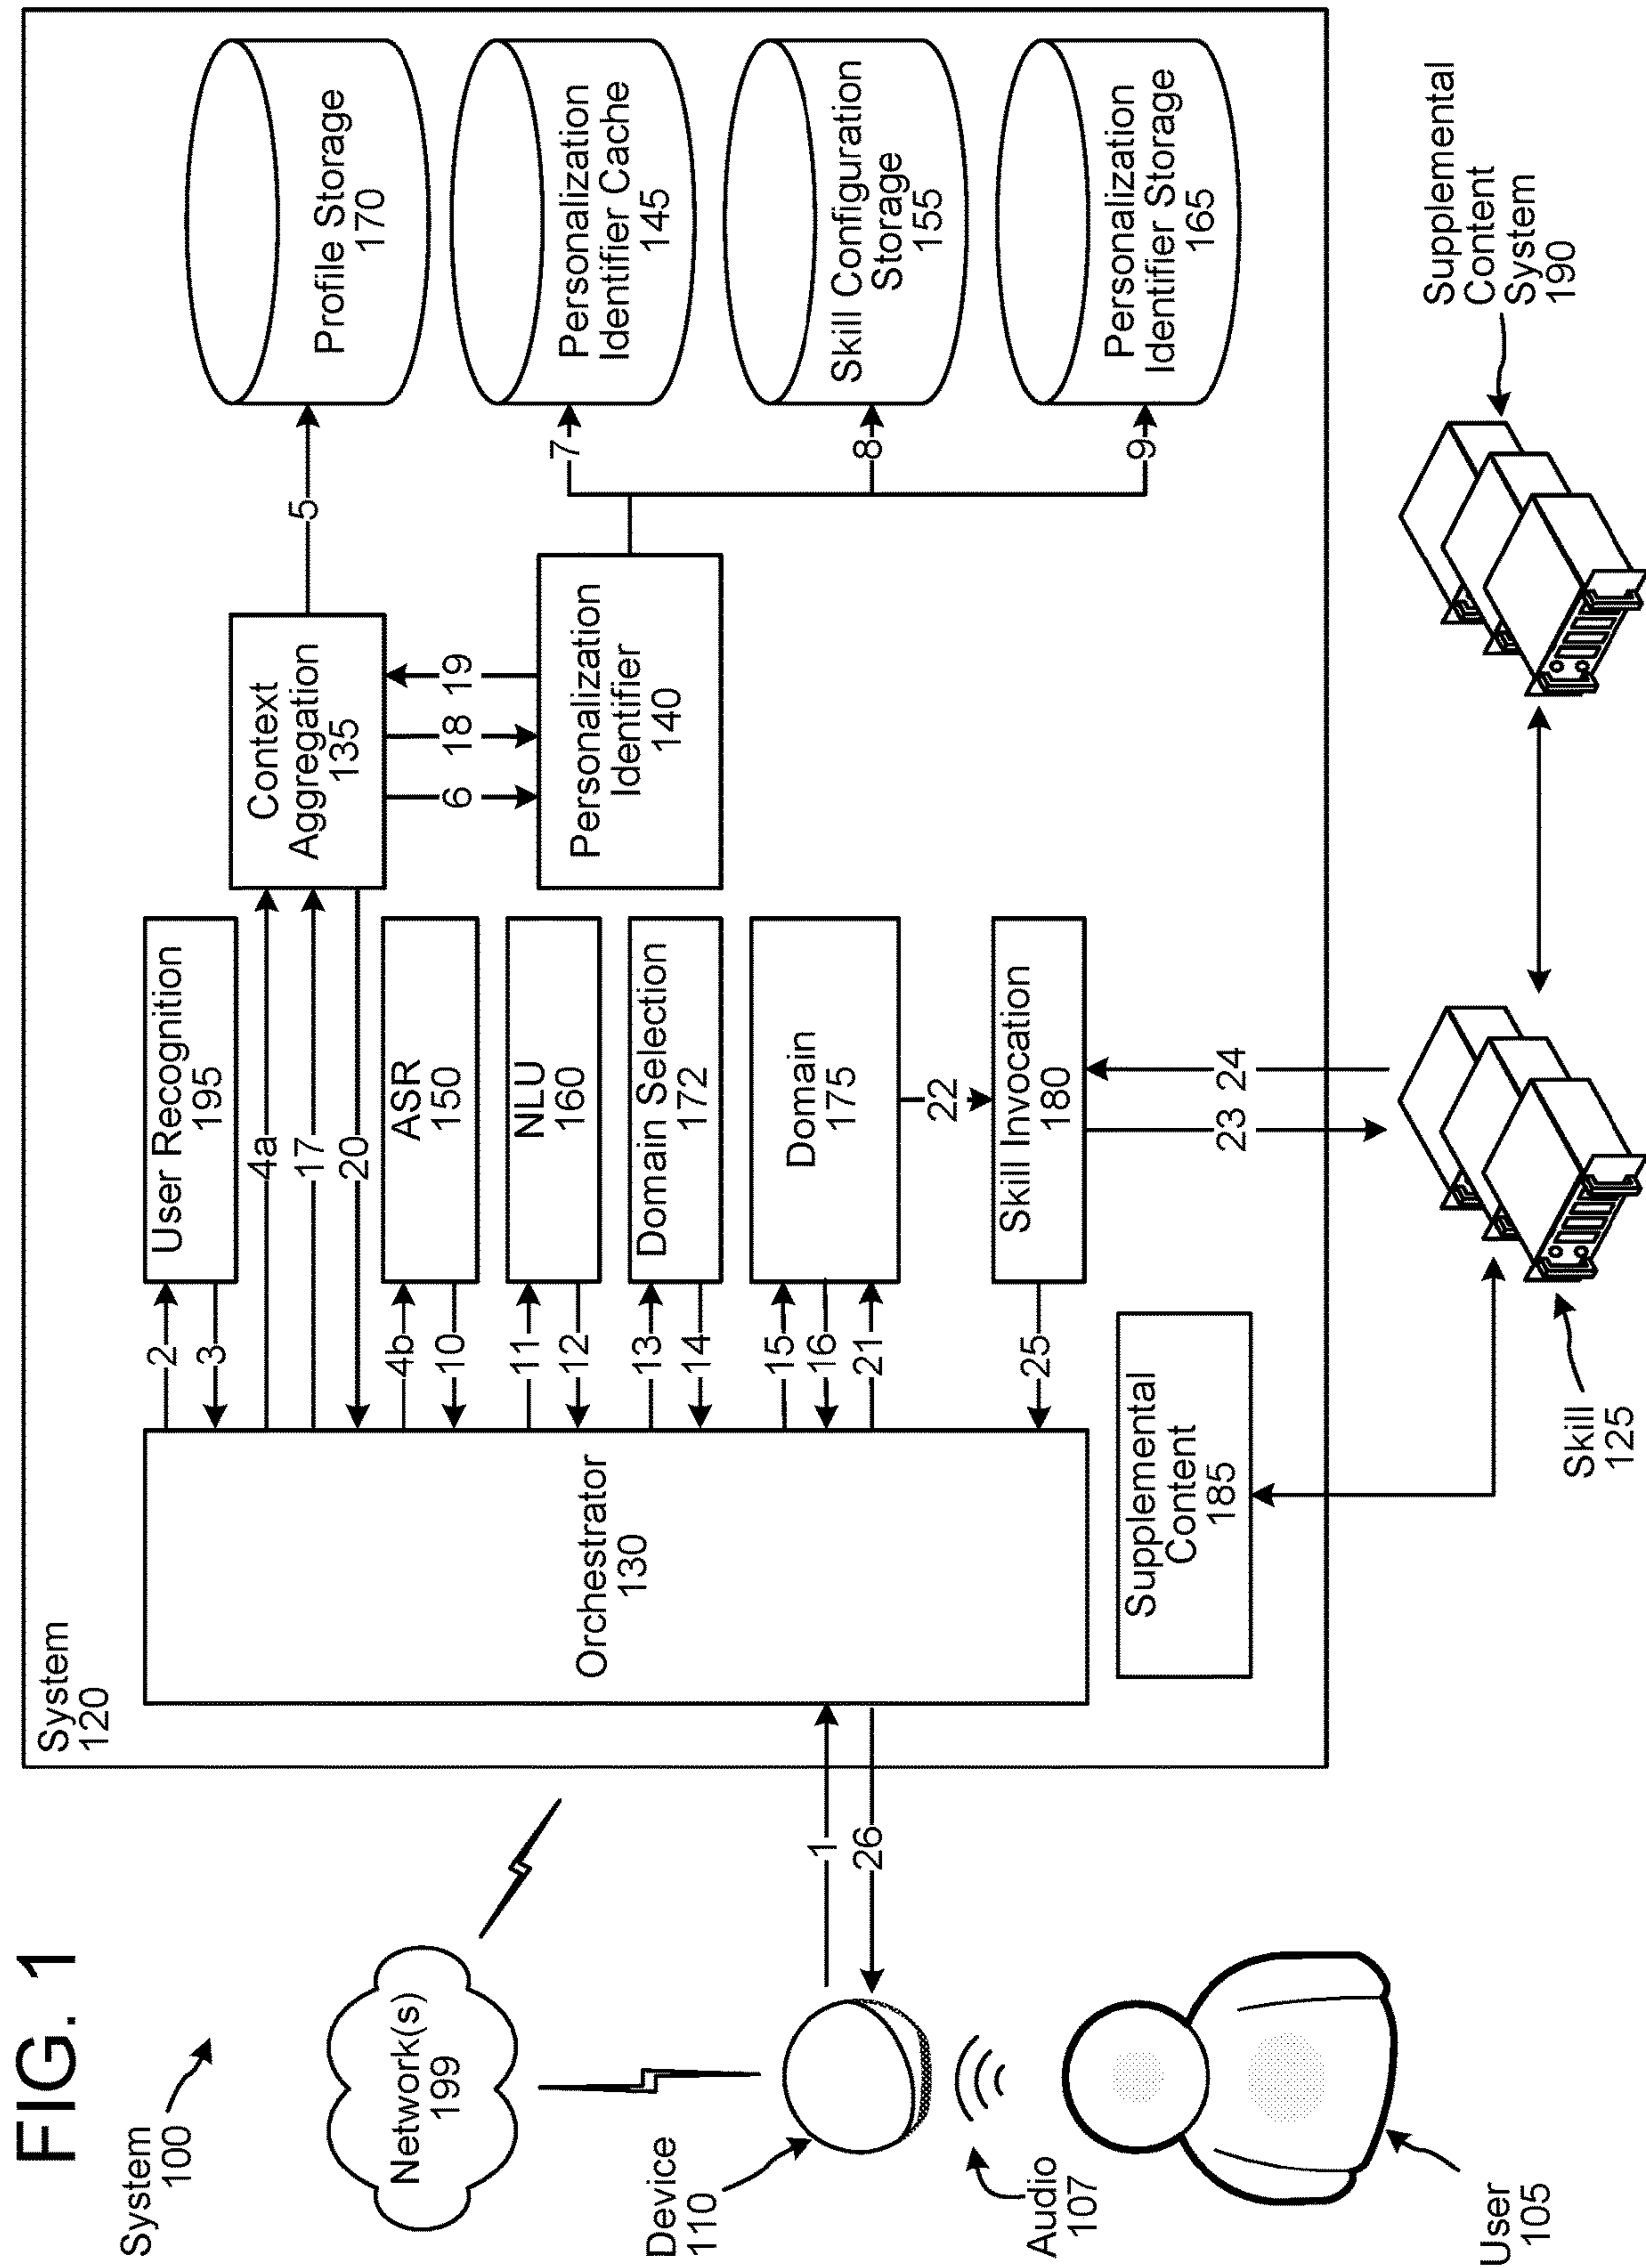 FIG. 1
System
100
Network(s)
199
Device
110
Audio
107
User
105
1
26
System
120
Orchestrator
130
Supplemental
Content
185
2
3
4a
17
20
4b
10
11
12
13
14
15
16
21
25
User Recognition
195
ASR
150
NLU
160
Domain Selection
172
Domain
175
22
Skill Invocation
180
23
24
Skill
125
Context
Aggregation
135
6
18
19
Personalization
Identifier
140
5
7
8
9
Profile Storage
170
Personalization
Identifier Cache
145
Skill Configuration
Storage
155
Personalization
Identifier Storage
165
Supplemental
Content
System
190